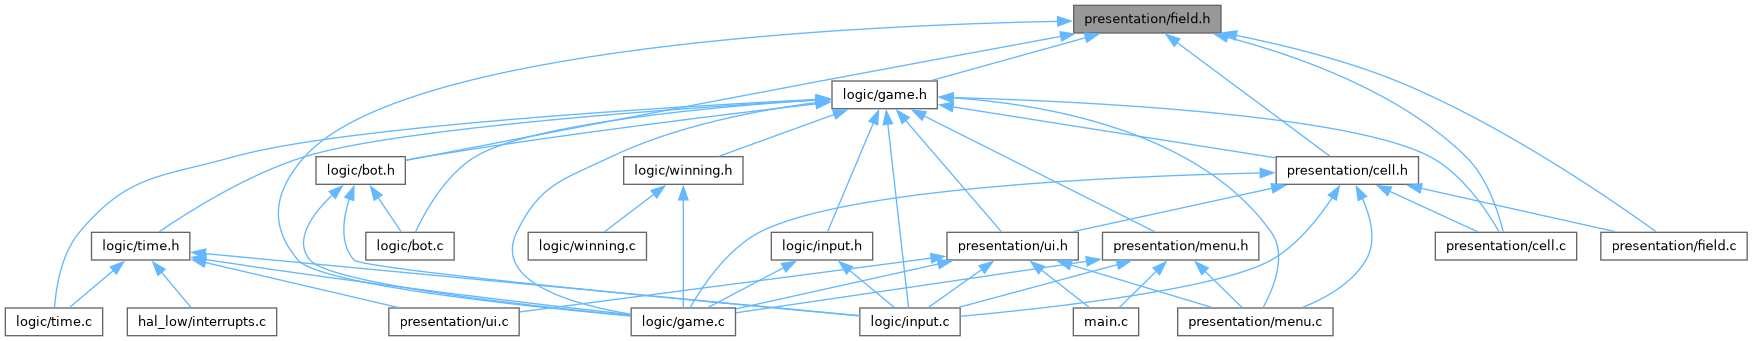 presentation/field.h
logic/game.h
logic/bot.h
logic/winning.h
presentation/cell.h
logic/time.h
logic/bot.c
logic/winning.c
logic/input.h
presentation/ui.h
presentation/menu.h
presentation/cell.c
presentation/field.c
logic/time.c
hal_low/interrupts.c
presentation/ui.c
logic/game.c
logic/input.c
main.c
presentation/menu.c